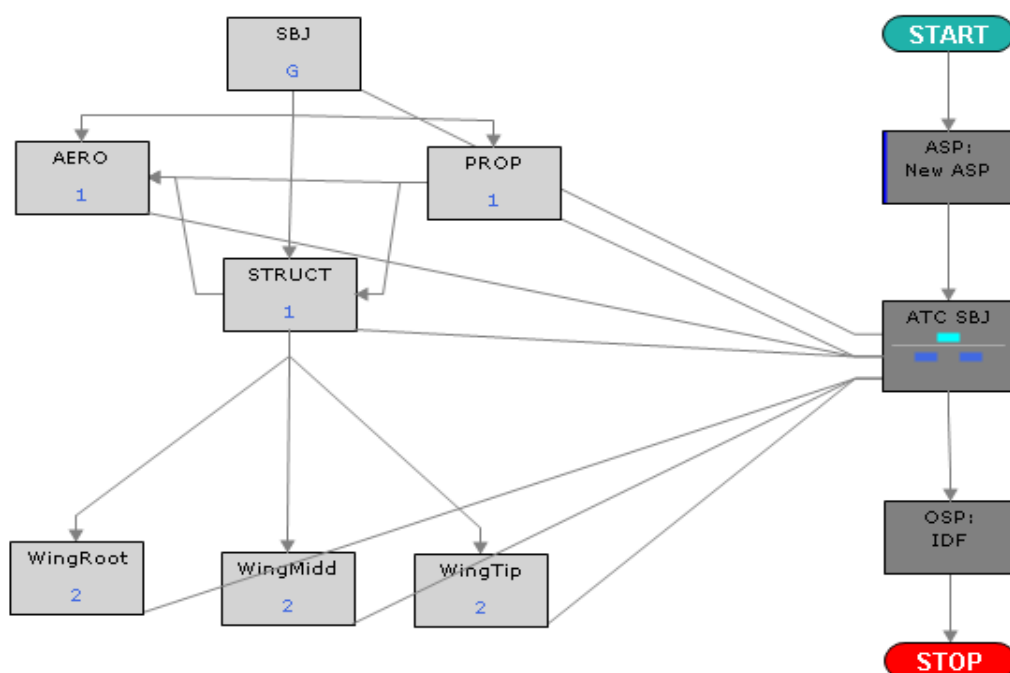 SBJ
G
START
AERO
1
PROP
1
ASP:
New ASP
STRUCT
1
ATC SBJ
WingRoot
2
WingMidd
2
WingTip
2
OSP:
IDF
STOP